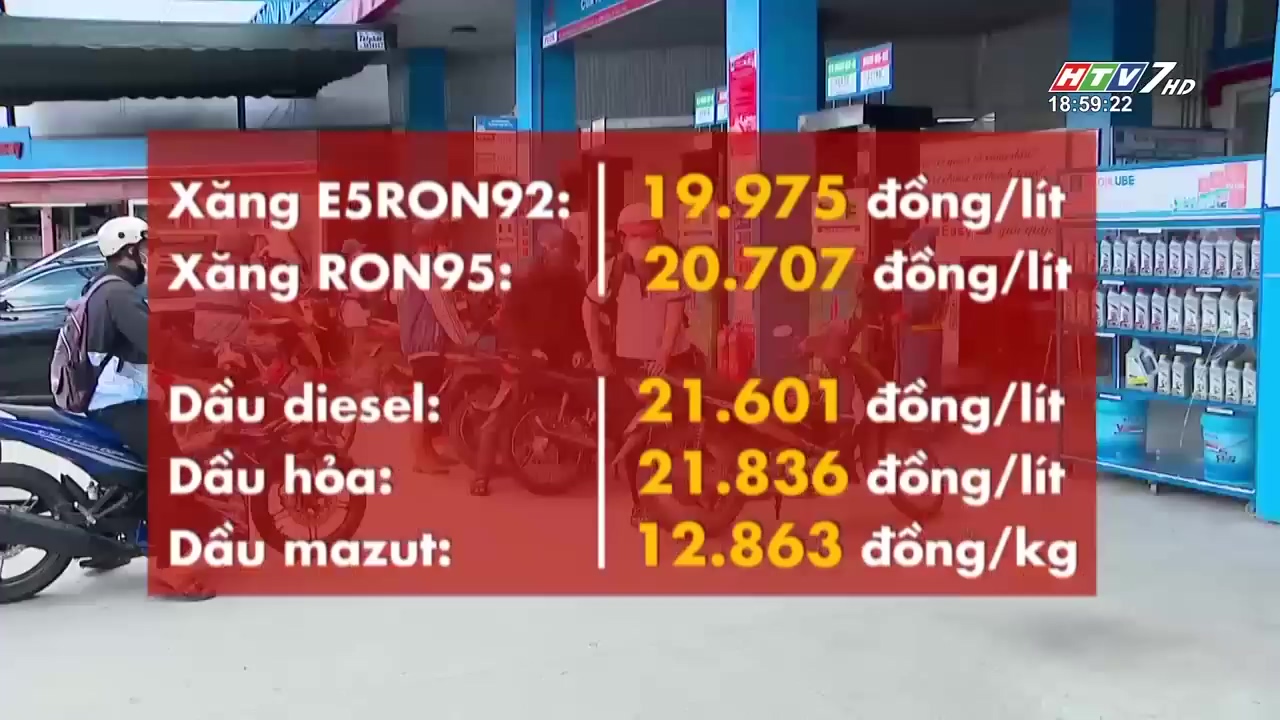 HTV7 HD
18:59:22
Xăng E5RON92: 19.975 đồng/lít
Xăng RON95: 20.707 đồng/lít
Dầu diesel: 21.601 đồng/lít
Dầu hỏa: 21.836 đồng/lít
Dầu mazut: 12.863 đồng/kg